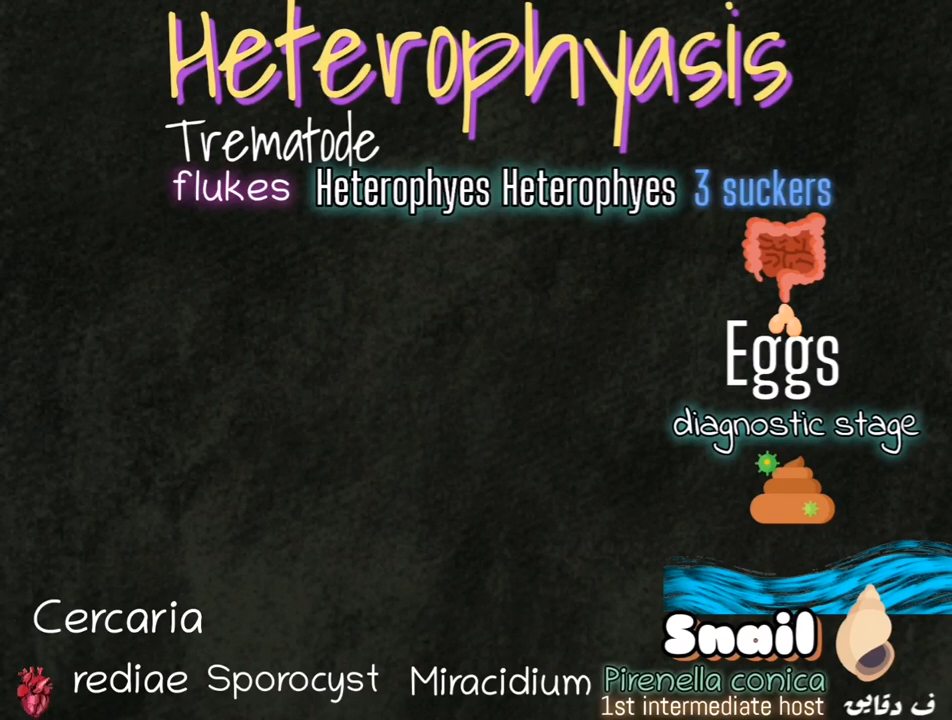 Heterophyasis
Trematode
flukes Heterophyes Heterophyes 3 suckers
Eggs
diagnostic stage
Cercaria
Snail
rediae Sporocyst Miracidium Pirenella conica
1st intermediate host
ف دقايق